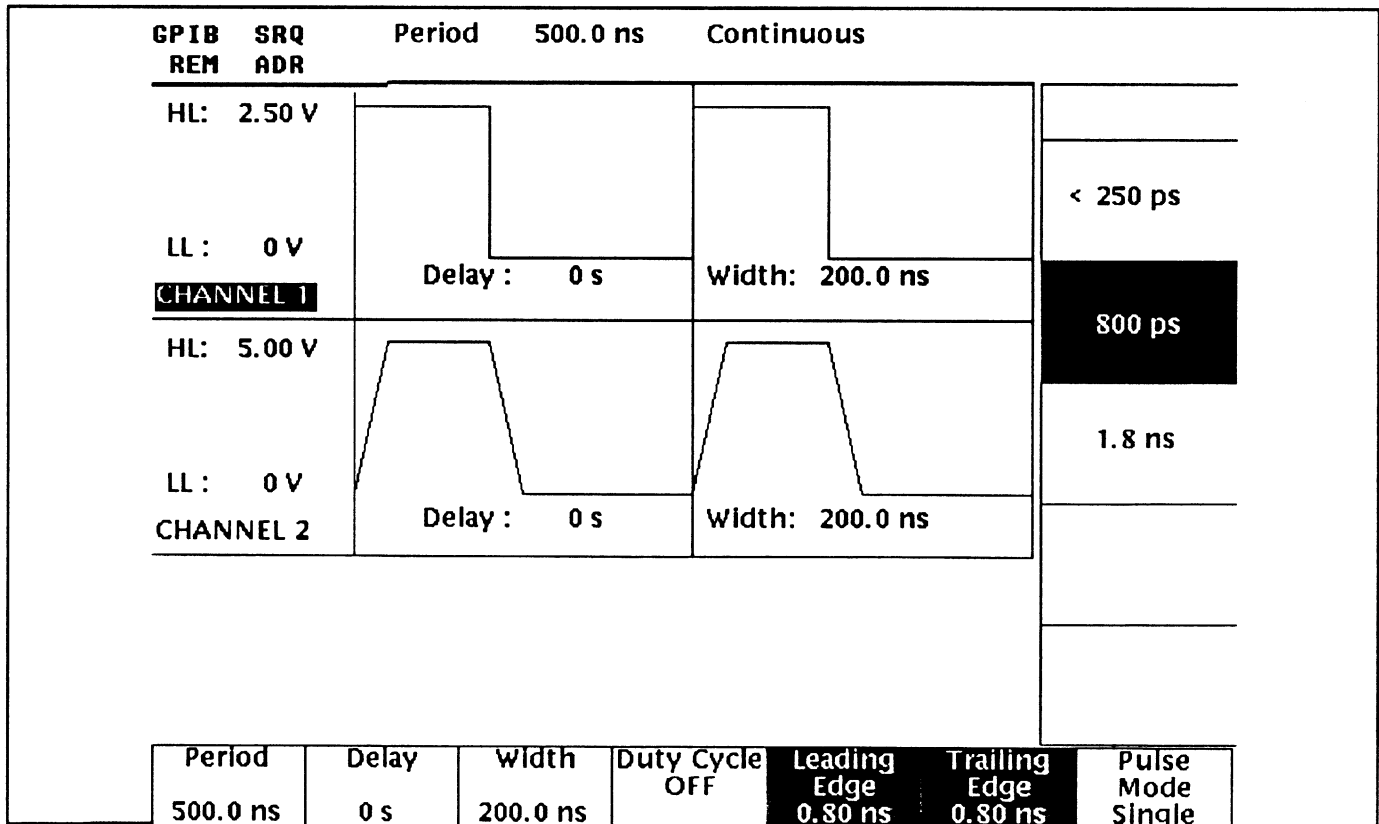 GPIB SRQ Period 500.0 ns Continuous
REM ADR
HL: 2.50 V
LL : 0 V
Delay : 0 s Width: 200.0 ns
CHANNEL 1
HL: 5.00 V
LL : 0 V
Delay : 0 s Width: 200.0 ns
CHANNEL 2
< 250 ps
800 ps
1.8 ns
Period
500.0 ns
Delay
0 s
Width
200.0 ns
Duty Cycle
OFF
Leading
Edge
0.80 ns
Trailing
Edge
0.80 ns
Pulse
Mode
Single